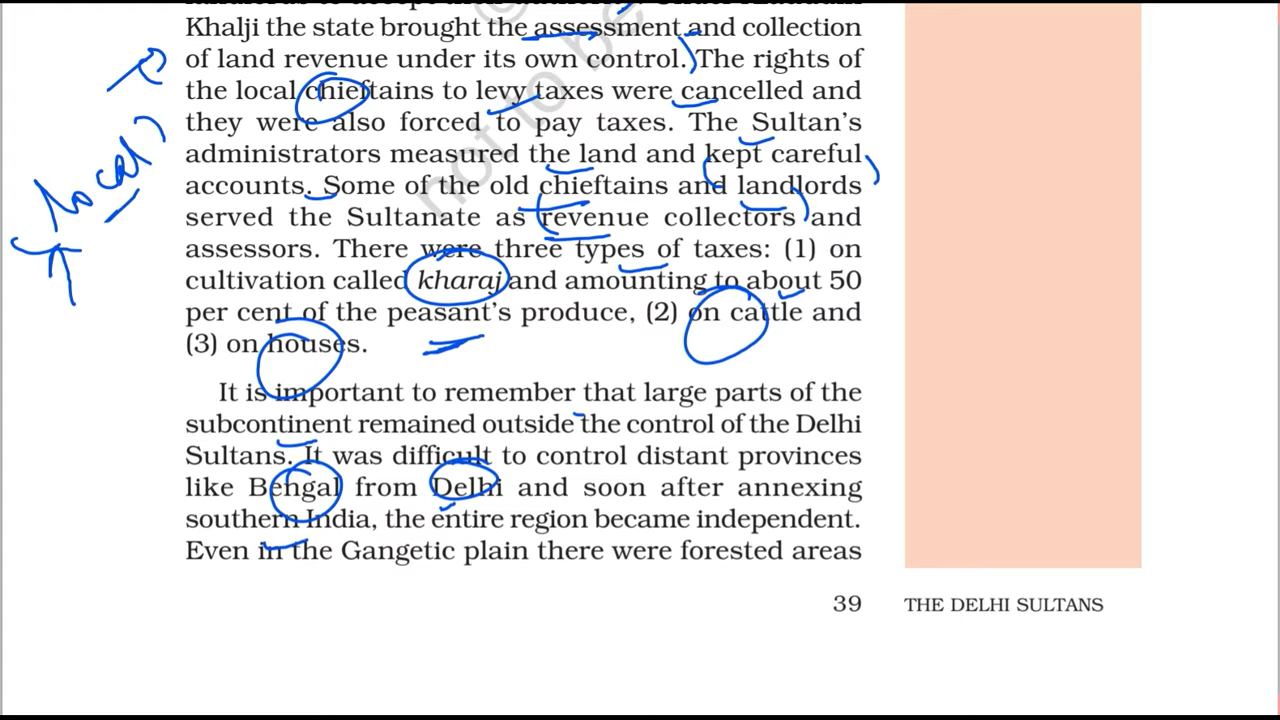 Khalji the state brought the assessment and collection
of land revenue under its own control. The rights of
the local chieftains to levy taxes were cancelled and
they were also forced to pay taxes. The Sultan's
administrators measured the land and kept careful
accounts. Some of the old chieftains and landlords
served the Sultanate as revenue collectors and
assessors. There were three types of taxes: (1) on
cultivation called kharaj and amounting to about 50
per cent of the peasant's produce, (2) on cattle and
(3) on houses.
It is important to remember that large parts of the
subcontinent remained outside the control of the Delhi
Sultans. It was difficult to control distant provinces
like Bengal from Delhi and soon after annexing
southern India, the entire region became independent.
Even in the Gangetic plain there were forested areas
39 THE DELHI SULTANS
not to be
local